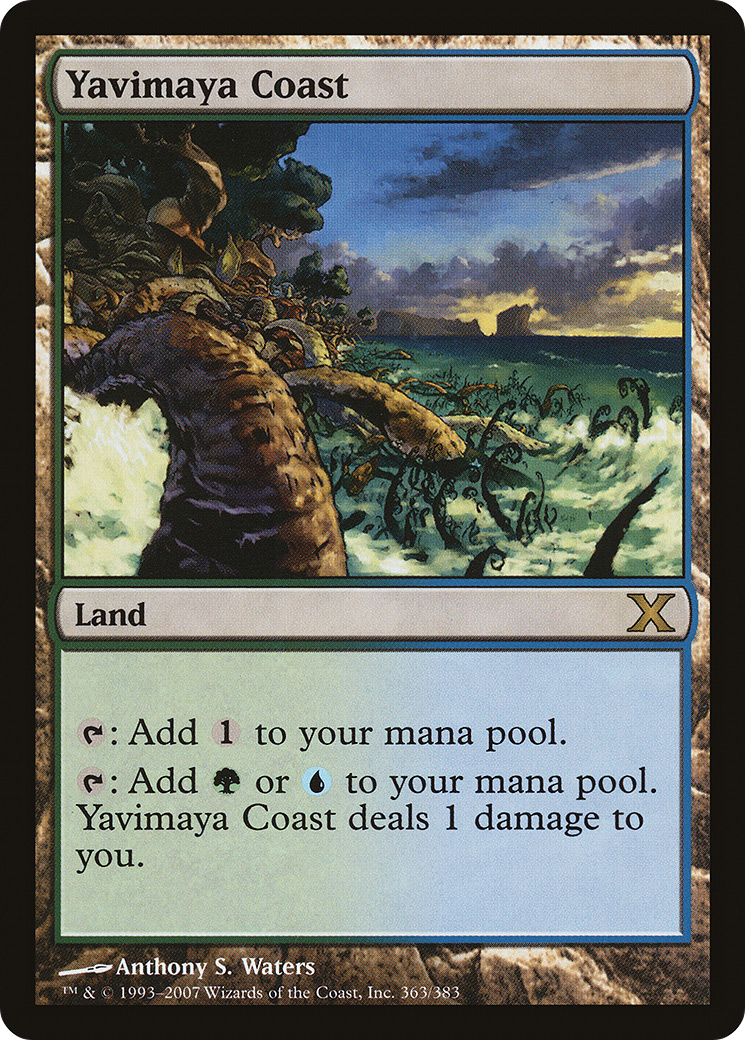 Yavimaya Coast
Land
X
: Add 1 to your mana pool.
: Add or to your mana pool.
Yavimaya Coast deals 1 damage to
you.
Anthony S. Waters
™ & © 1993–2007 Wizards of the Coast, Inc. 363/383